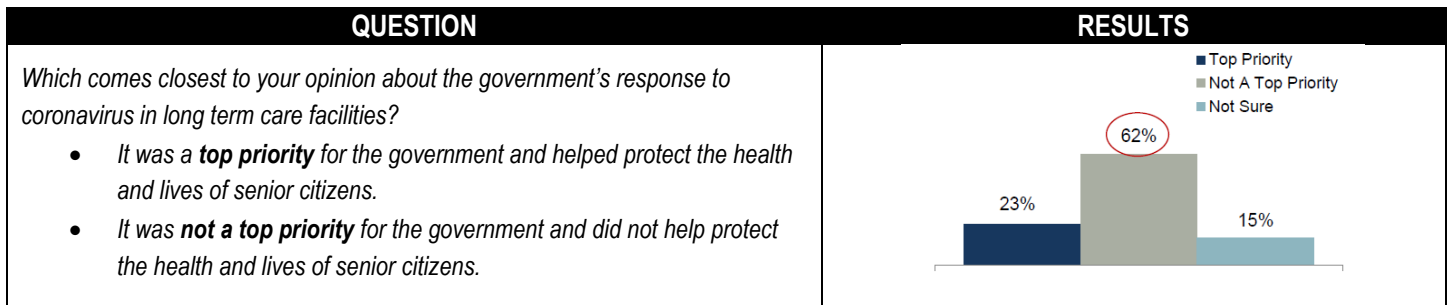 QUESTION
RESULTS
Which comes closest to your opinion about the government’s response to
coronavirus in long term care facilities?
• It was a top priority for the government and helped protect the health
and lives of senior citizens.
• It was not a top priority for the government and did not help protect
the health and lives of senior citizens.
Top Priority
Not A Top Priority
Not Sure
62%
23%
15%